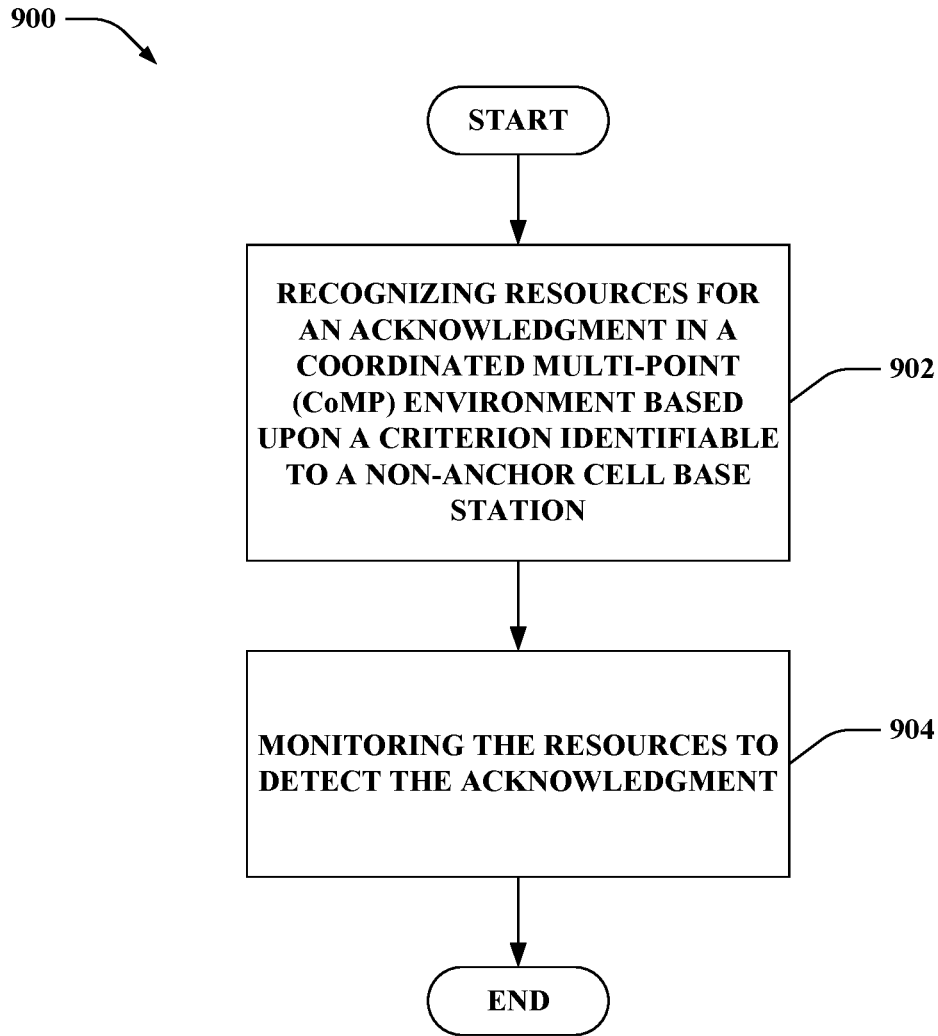 900
START
RECOGNIZING RESOURCES FOR
AN ACKNOWLEDGMENT IN A
COORDINATED MULTI-POINT
(CoMP) ENVIRONMENT BASED
UPON A CRITERION IDENTIFIABLE
TO A NON-ANCHOR CELL BASE
STATION
902
MONITORING THE RESOURCES TO
DETECT THE ACKNOWLEDGMENT
904
END